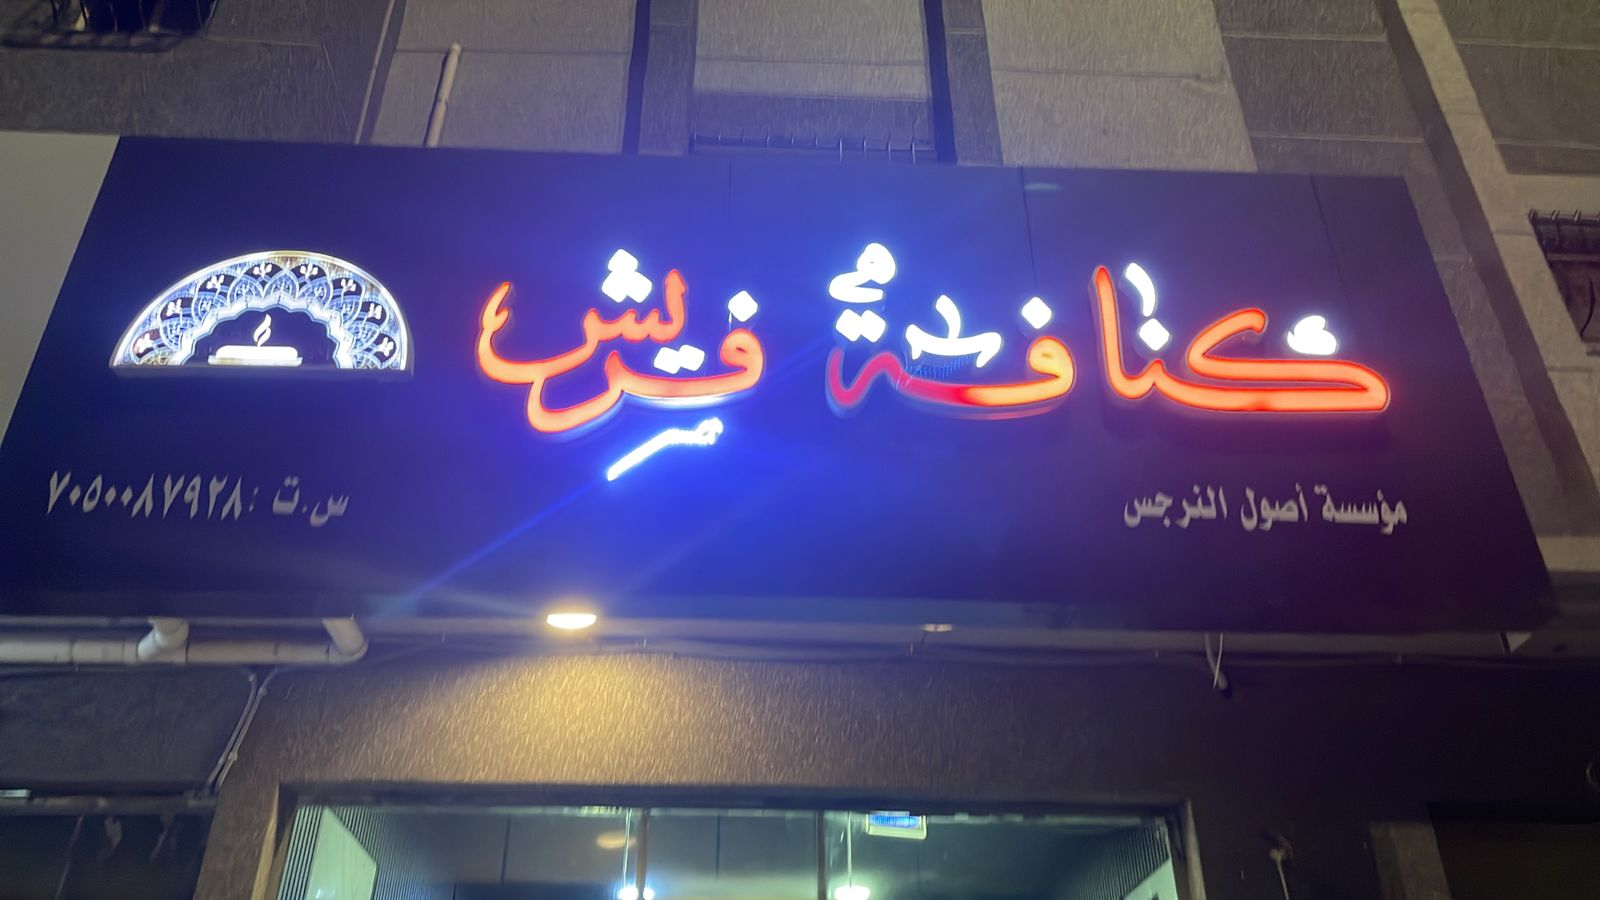 كنافة فريش
مؤسسة أصول النرجس
س.ت :٧٠٥٠٠٨٧٩٢٨